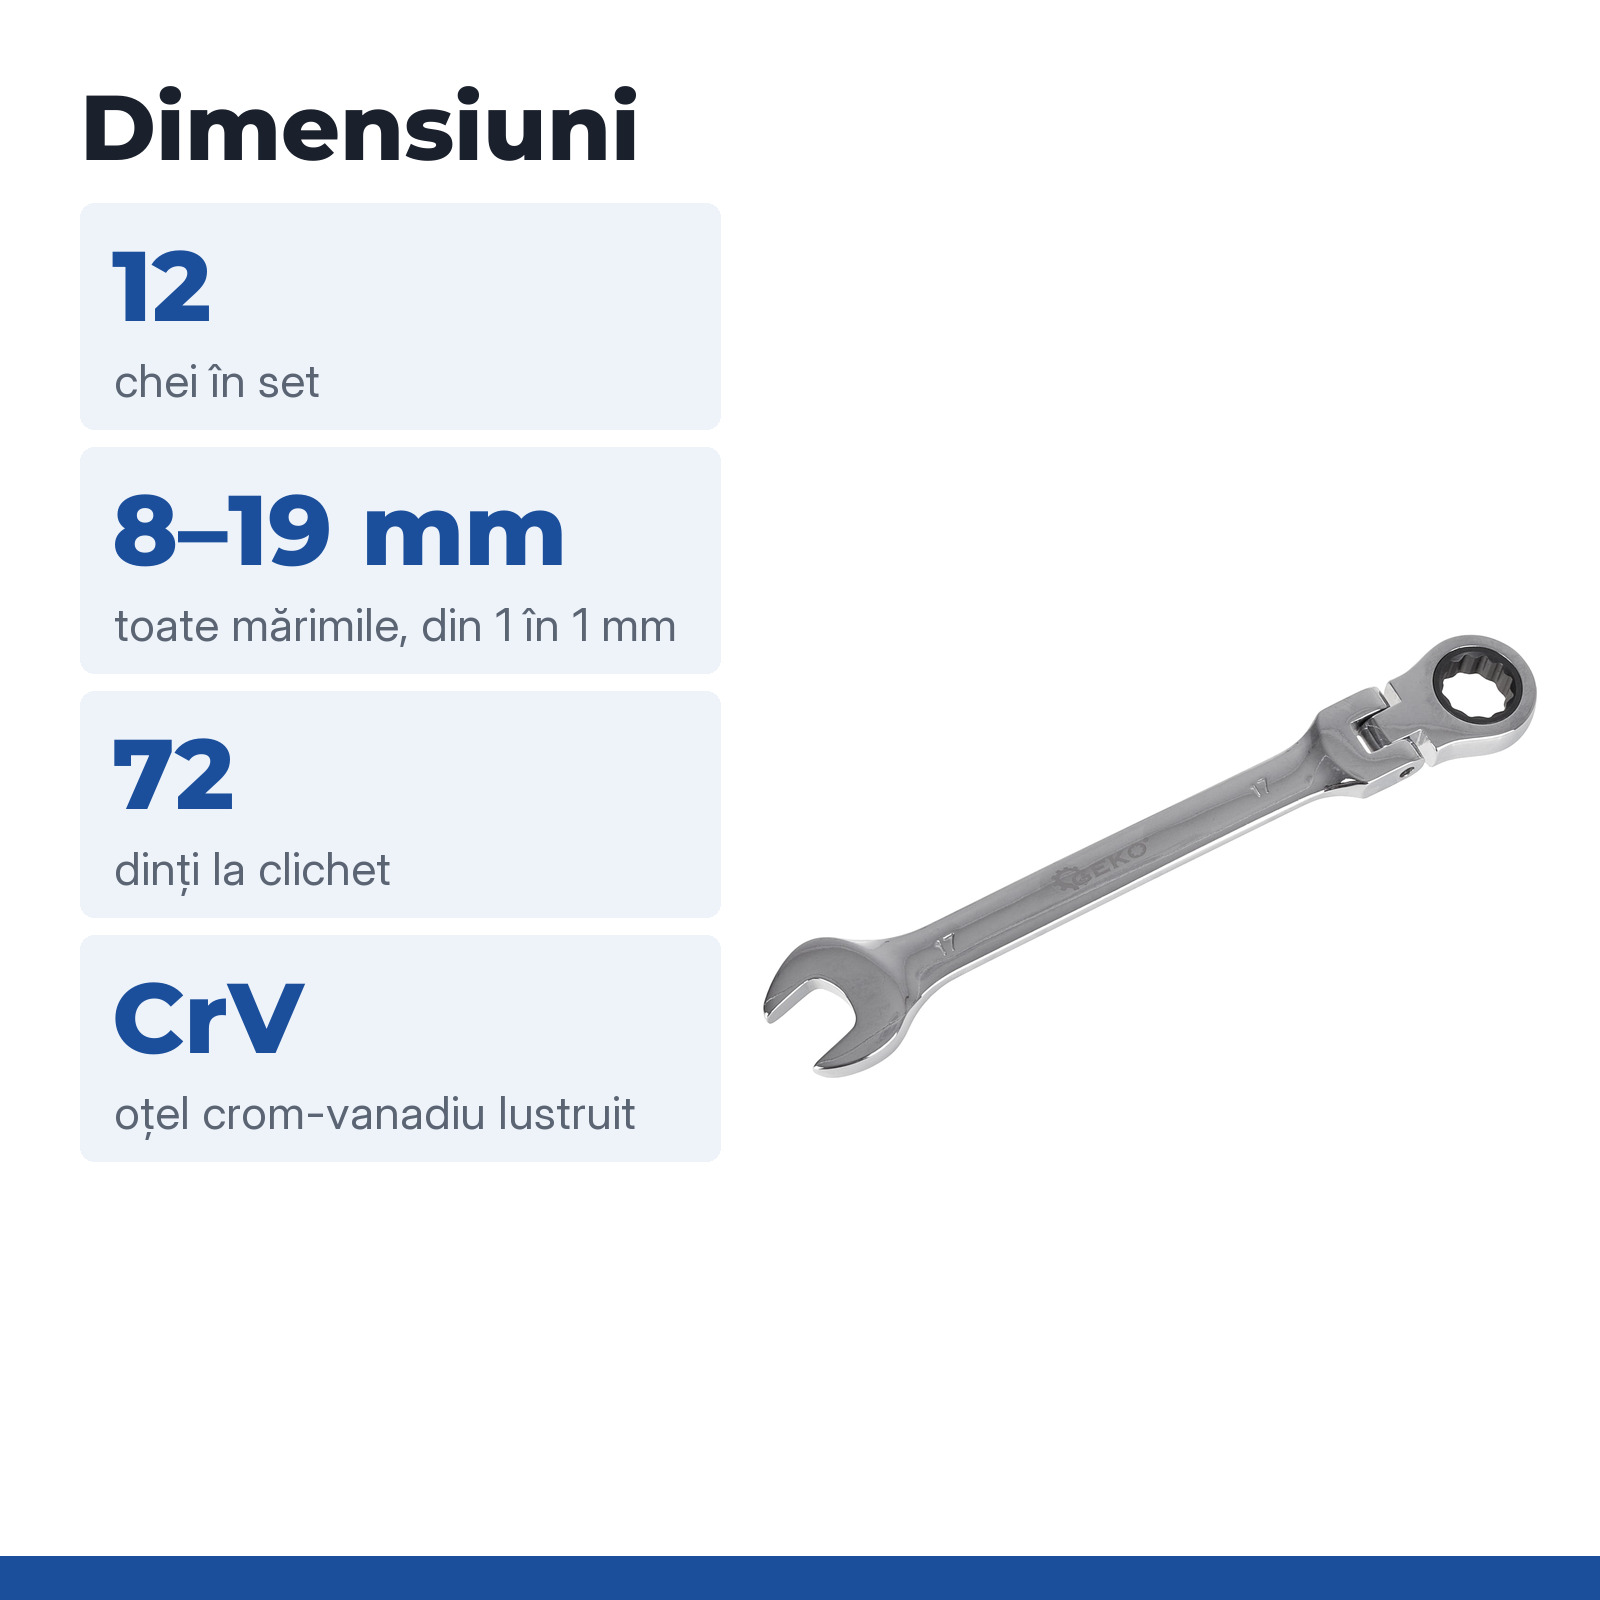 Dimensiuni
12
chei în set
8–19 mm
toate mărimile, din 1 în 1 mm
72
dinți la clichet
CrV
oțel crom-vanadiu lustruit
17
GEKO
17